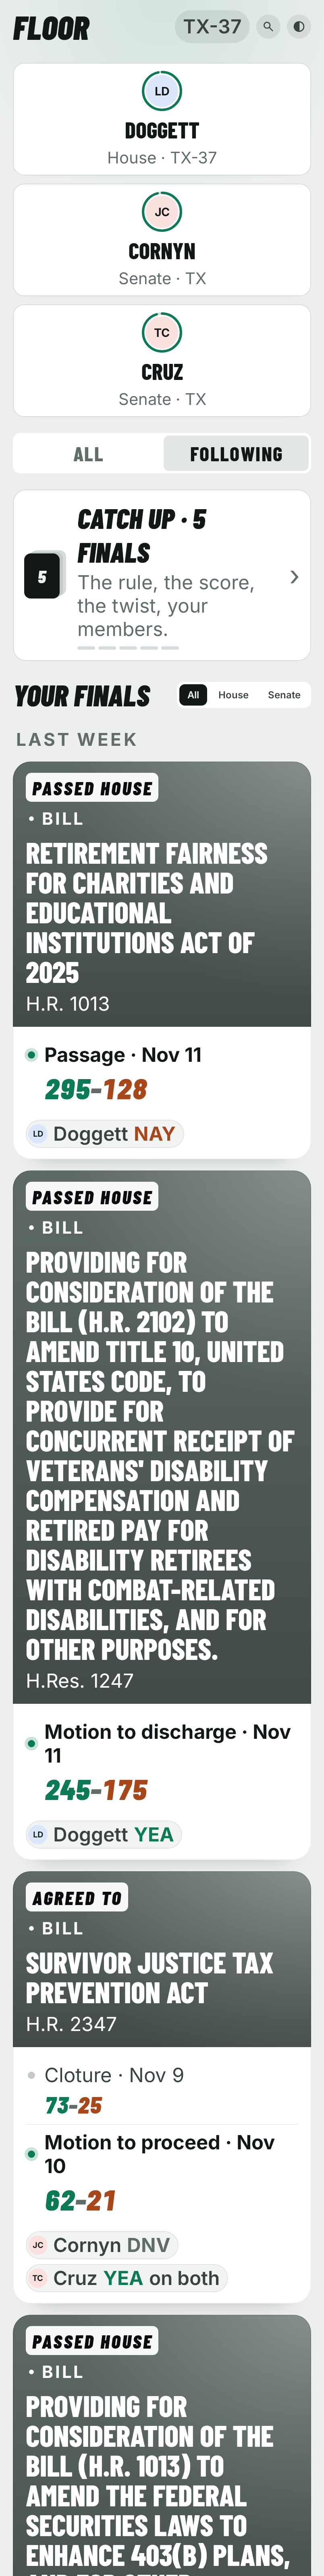 FLOOR
TX-37
LD
DOGGETT
House · TX-37
JC
CORNYN
Senate · TX
TC
CRUZ
Senate · TX
ALL
FOLLOWING
5
CATCH UP · 5
FINALS
The rule, the score,
the twist, your
members.
YOUR FINALS
All
House
Senate
LAST WEEK
PASSED HOUSE
• BILL
RETIREMENT FAIRNESS
FOR CHARITIES AND
EDUCATIONAL
INSTITUTIONS ACT OF
2025
H.R. 1013
Passage · Nov 11
295–128
LD Doggett NAY
PASSED HOUSE
• BILL
PROVIDING FOR
CONSIDERATION OF THE
BILL (H.R. 2102) TO
AMEND TITLE 10, UNITED
STATES CODE, TO
PROVIDE FOR
CONCURRENT RECEIPT OF
VETERANS' DISABILITY
COMPENSATION AND
RETIRED PAY FOR
DISABILITY RETIREES
WITH COMBAT-RELATED
DISABILITIES, AND FOR
OTHER PURPOSES.
H.Res. 1247
Motion to discharge · Nov
11
245–175
LD Doggett YEA
AGREED TO
• BILL
SURVIVOR JUSTICE TAX
PREVENTION ACT
H.R. 2347
Cloture · Nov 9
73–25
Motion to proceed · Nov
10
62–21
JC Cornyn DNV
TC Cruz YEA on both
PASSED HOUSE
• BILL
PROVIDING FOR
CONSIDERATION OF THE
BILL (H.R. 1013) TO
AMEND THE FEDERAL
SECURITIES LAWS TO
ENHANCE 403(B) PLANS,